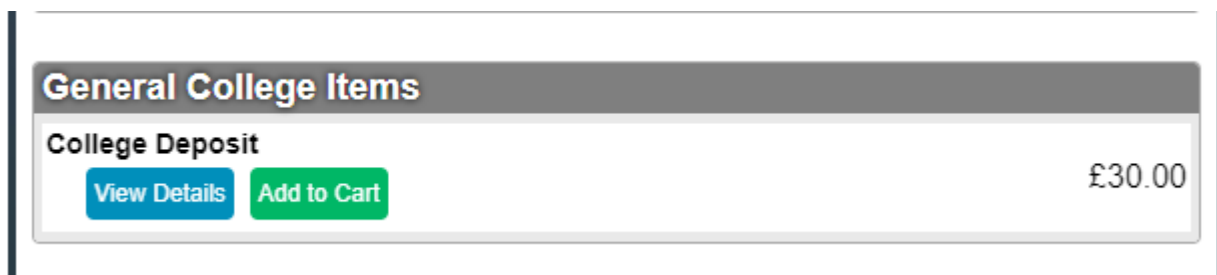 General College Items
College Deposit
£30.00
View Details Add to Cart